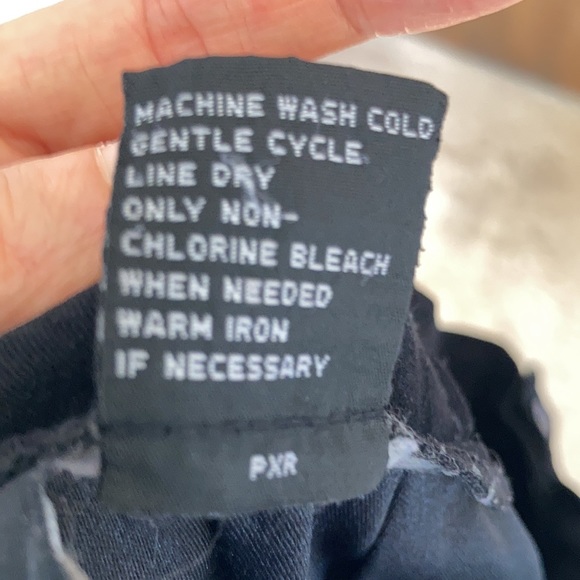 MACHINE WASH COLD
GENTLE CYCLE
LINE DRY
ONLY NON-
CHLORINE BLEACH
WHEN NEEDED
WARM IRON
IF NECESSARY
PXR